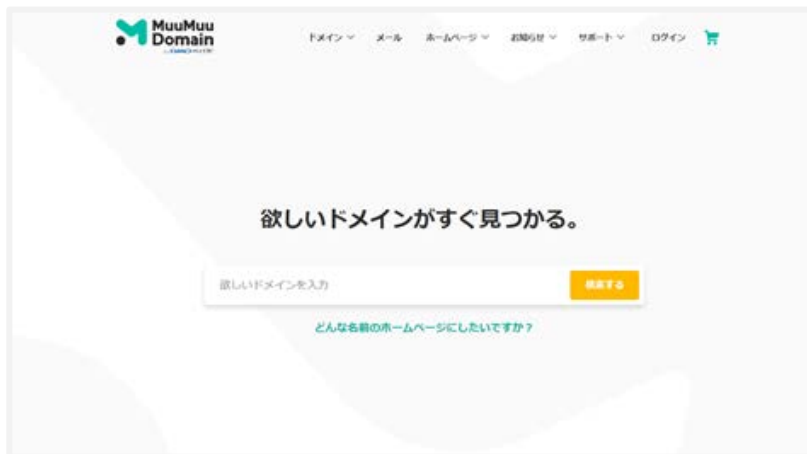 MuuMuu
Domain
ドメイン メール ホームページ お知らせ サポート ログイン
欲しいドメインがすぐ見つかる。
欲しいドメインを入力
検索する
どんな名前のホームページにしたいですか？